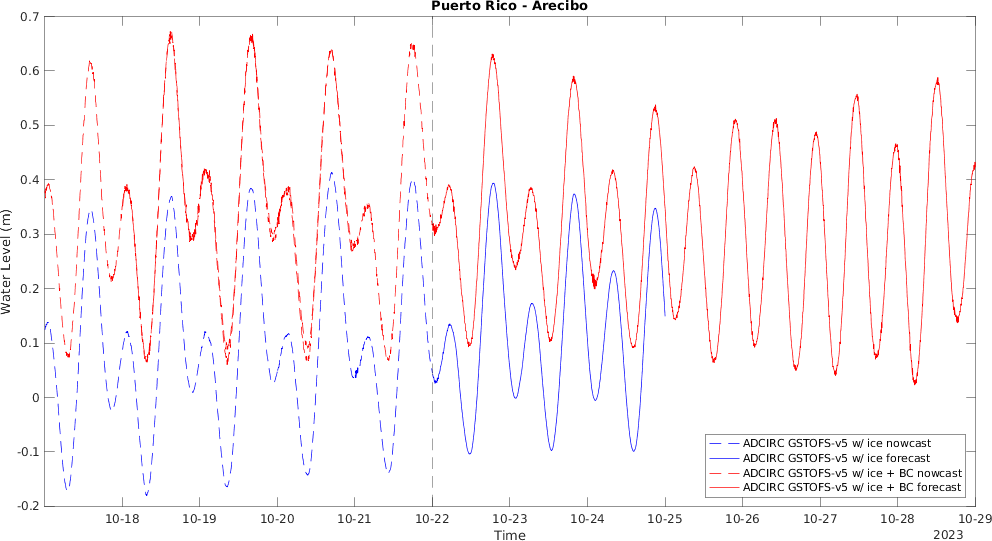 Puerto Rico - Arecibo
0.7
0.6
0.5
0.4
0.3
0.2
0.1
0
-0.1
-0.2
Water Level (m)
ADCIRC GSTOFS-v5 w/ ice nowcast
ADCIRC GSTOFS-v5 w/ ice forecast
ADCIRC GSTOFS-v5 w/ ice + BC nowcast
ADCIRC GSTOFS-v5 w/ ice + BC forecast
10-18 10-19 10-20 10-21 10-22 10-23 10-24 10-25 10-26 10-27 10-28 10-29
Time
2023